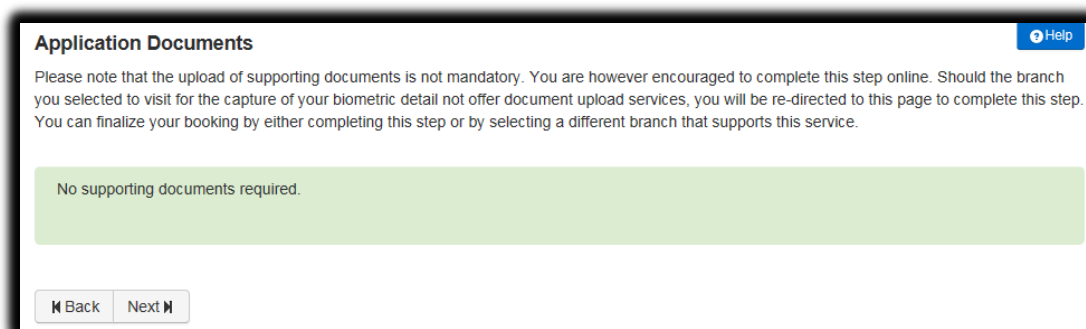 Application Documents
Help
Please note that the upload of supporting documents is not mandatory. You are however encouraged to complete this step online. Should the branch
you selected to visit for the capture of your biometric detail not offer document upload services, you will be re-directed to this page to complete this step.
You can finalize your booking by either completing this step or by selecting a different branch that supports this service.
No supporting documents required.
Back Next